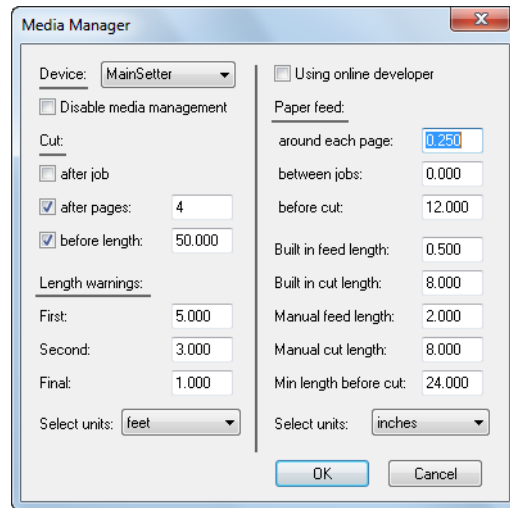 Media Manager
Device: MainSetter
Disable media management
Cut:
after job
after pages: 4
before length: 50.000
Length warnings:
First: 5.000
Second: 3.000
Final: 1.000
Select units: feet
Using online developer
Paper feed:
around each page: 0.250
between jobs: 0.000
before cut: 12.000
Built in feed length: 0.500
Built in cut length: 8.000
Manual feed length: 2.000
Manual cut length: 8.000
Min length before cut: 24.000
Select units: inches
OK Cancel